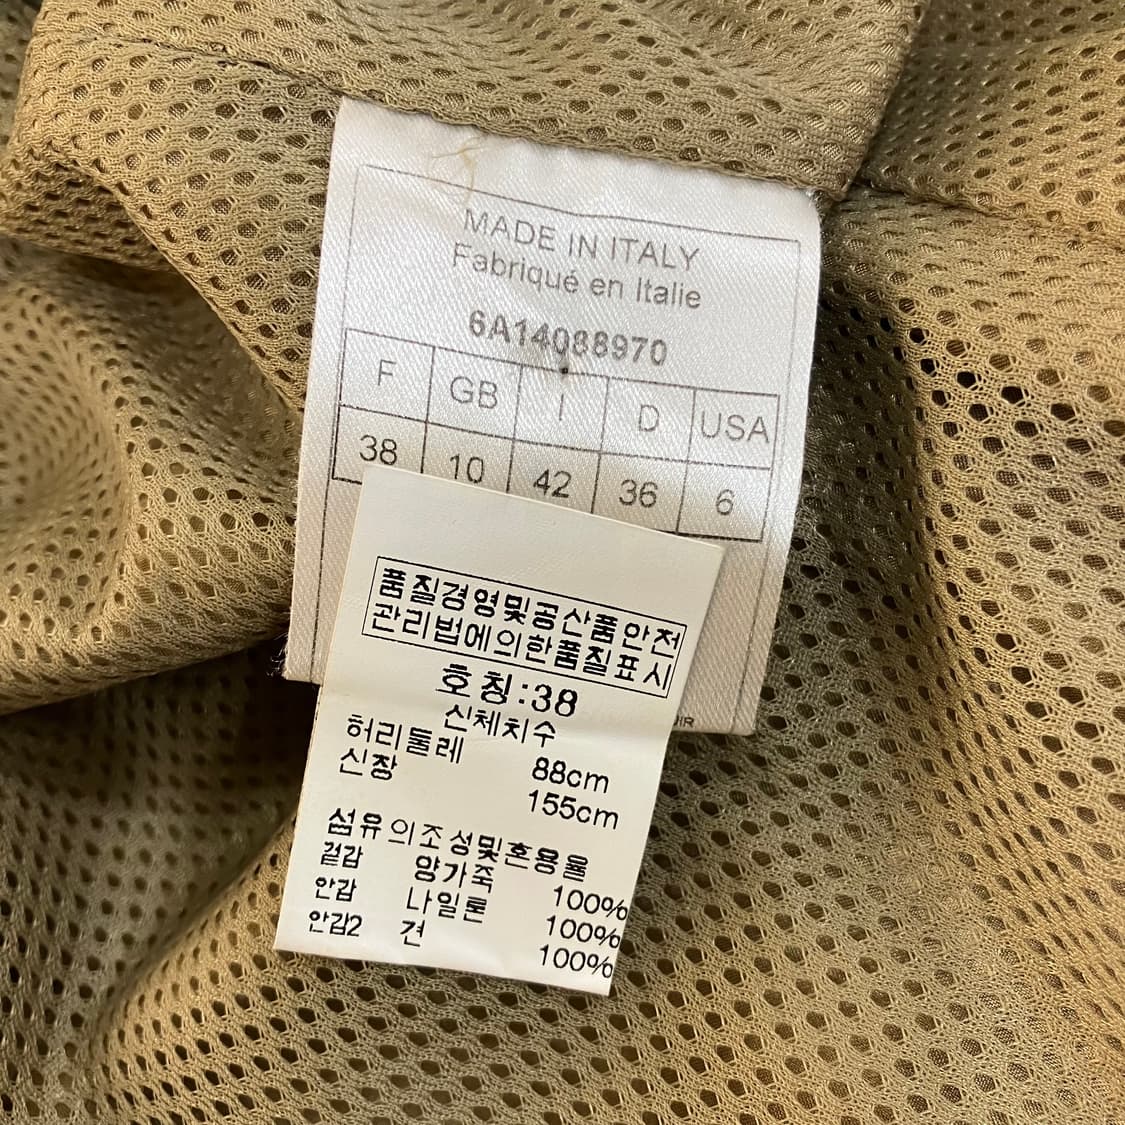 MADE IN ITALY
Fabriqué en Italie
6A14088970
F GB I D USA
38 10 42 36 6
품질경영및공산품안전
관리법에의한품질표시
호칭:38
신체치수
허리둘레 88cm
신장 155cm
섬유의조성및혼용율
겉감 양가죽 100%
안감 나일론 100%
안감2 견 100%